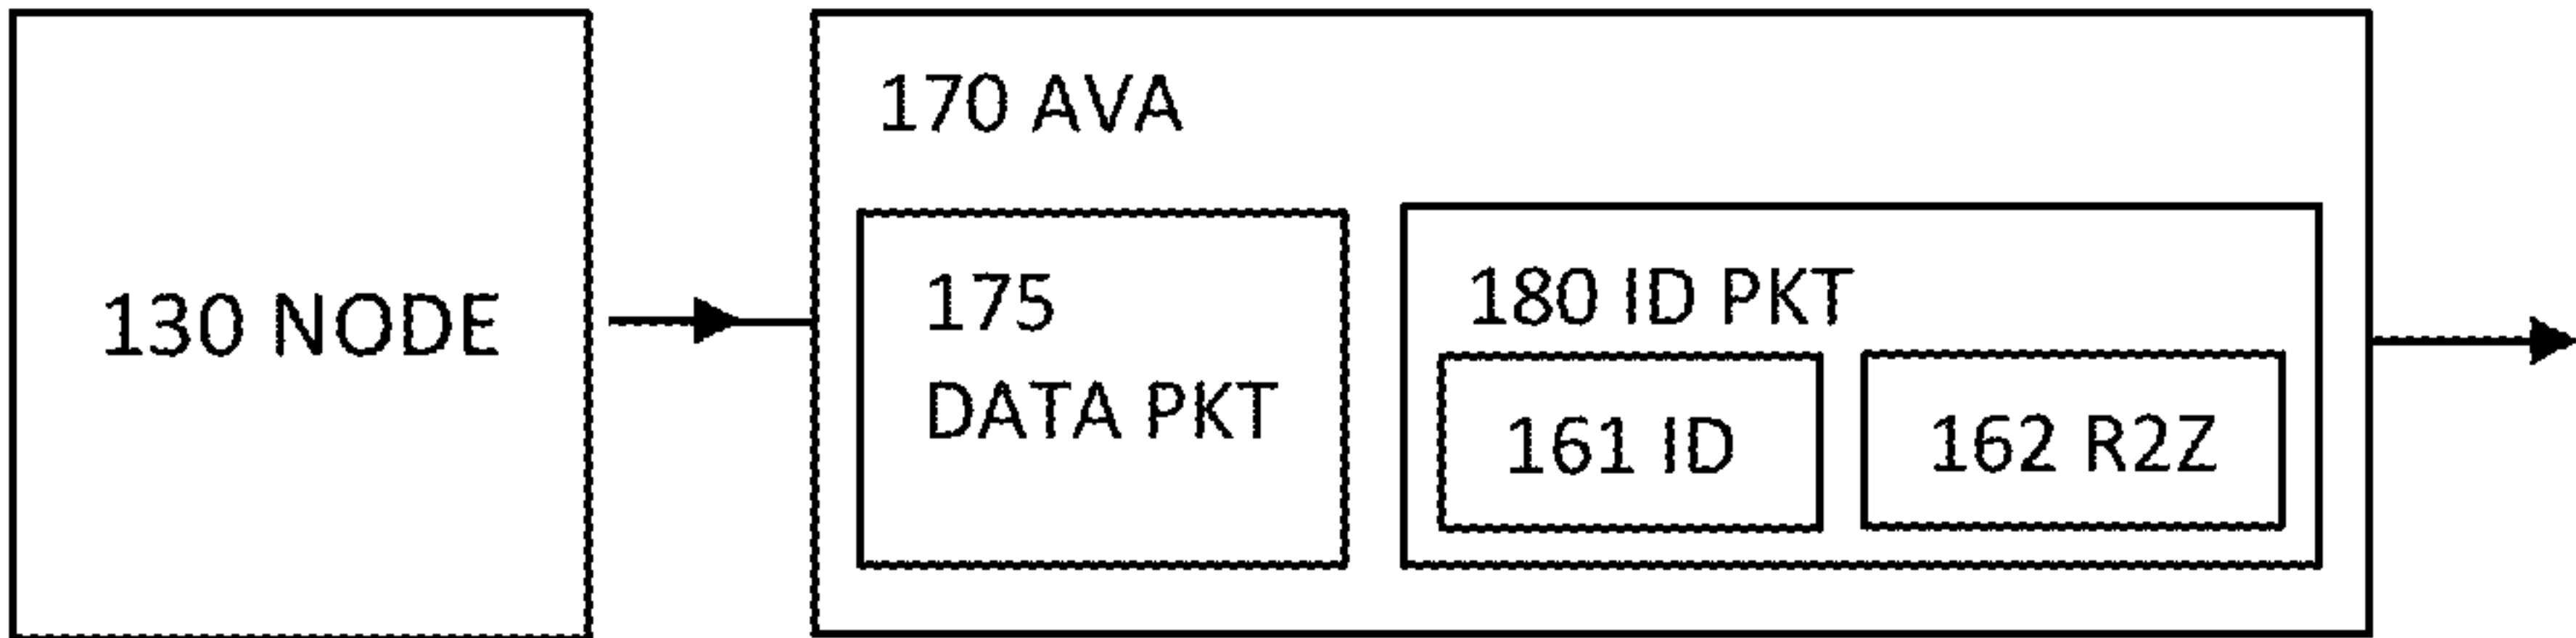 130 NODE
170 AVA
175
DATA PKT
180 ID PKT
161 ID
162 R2Z